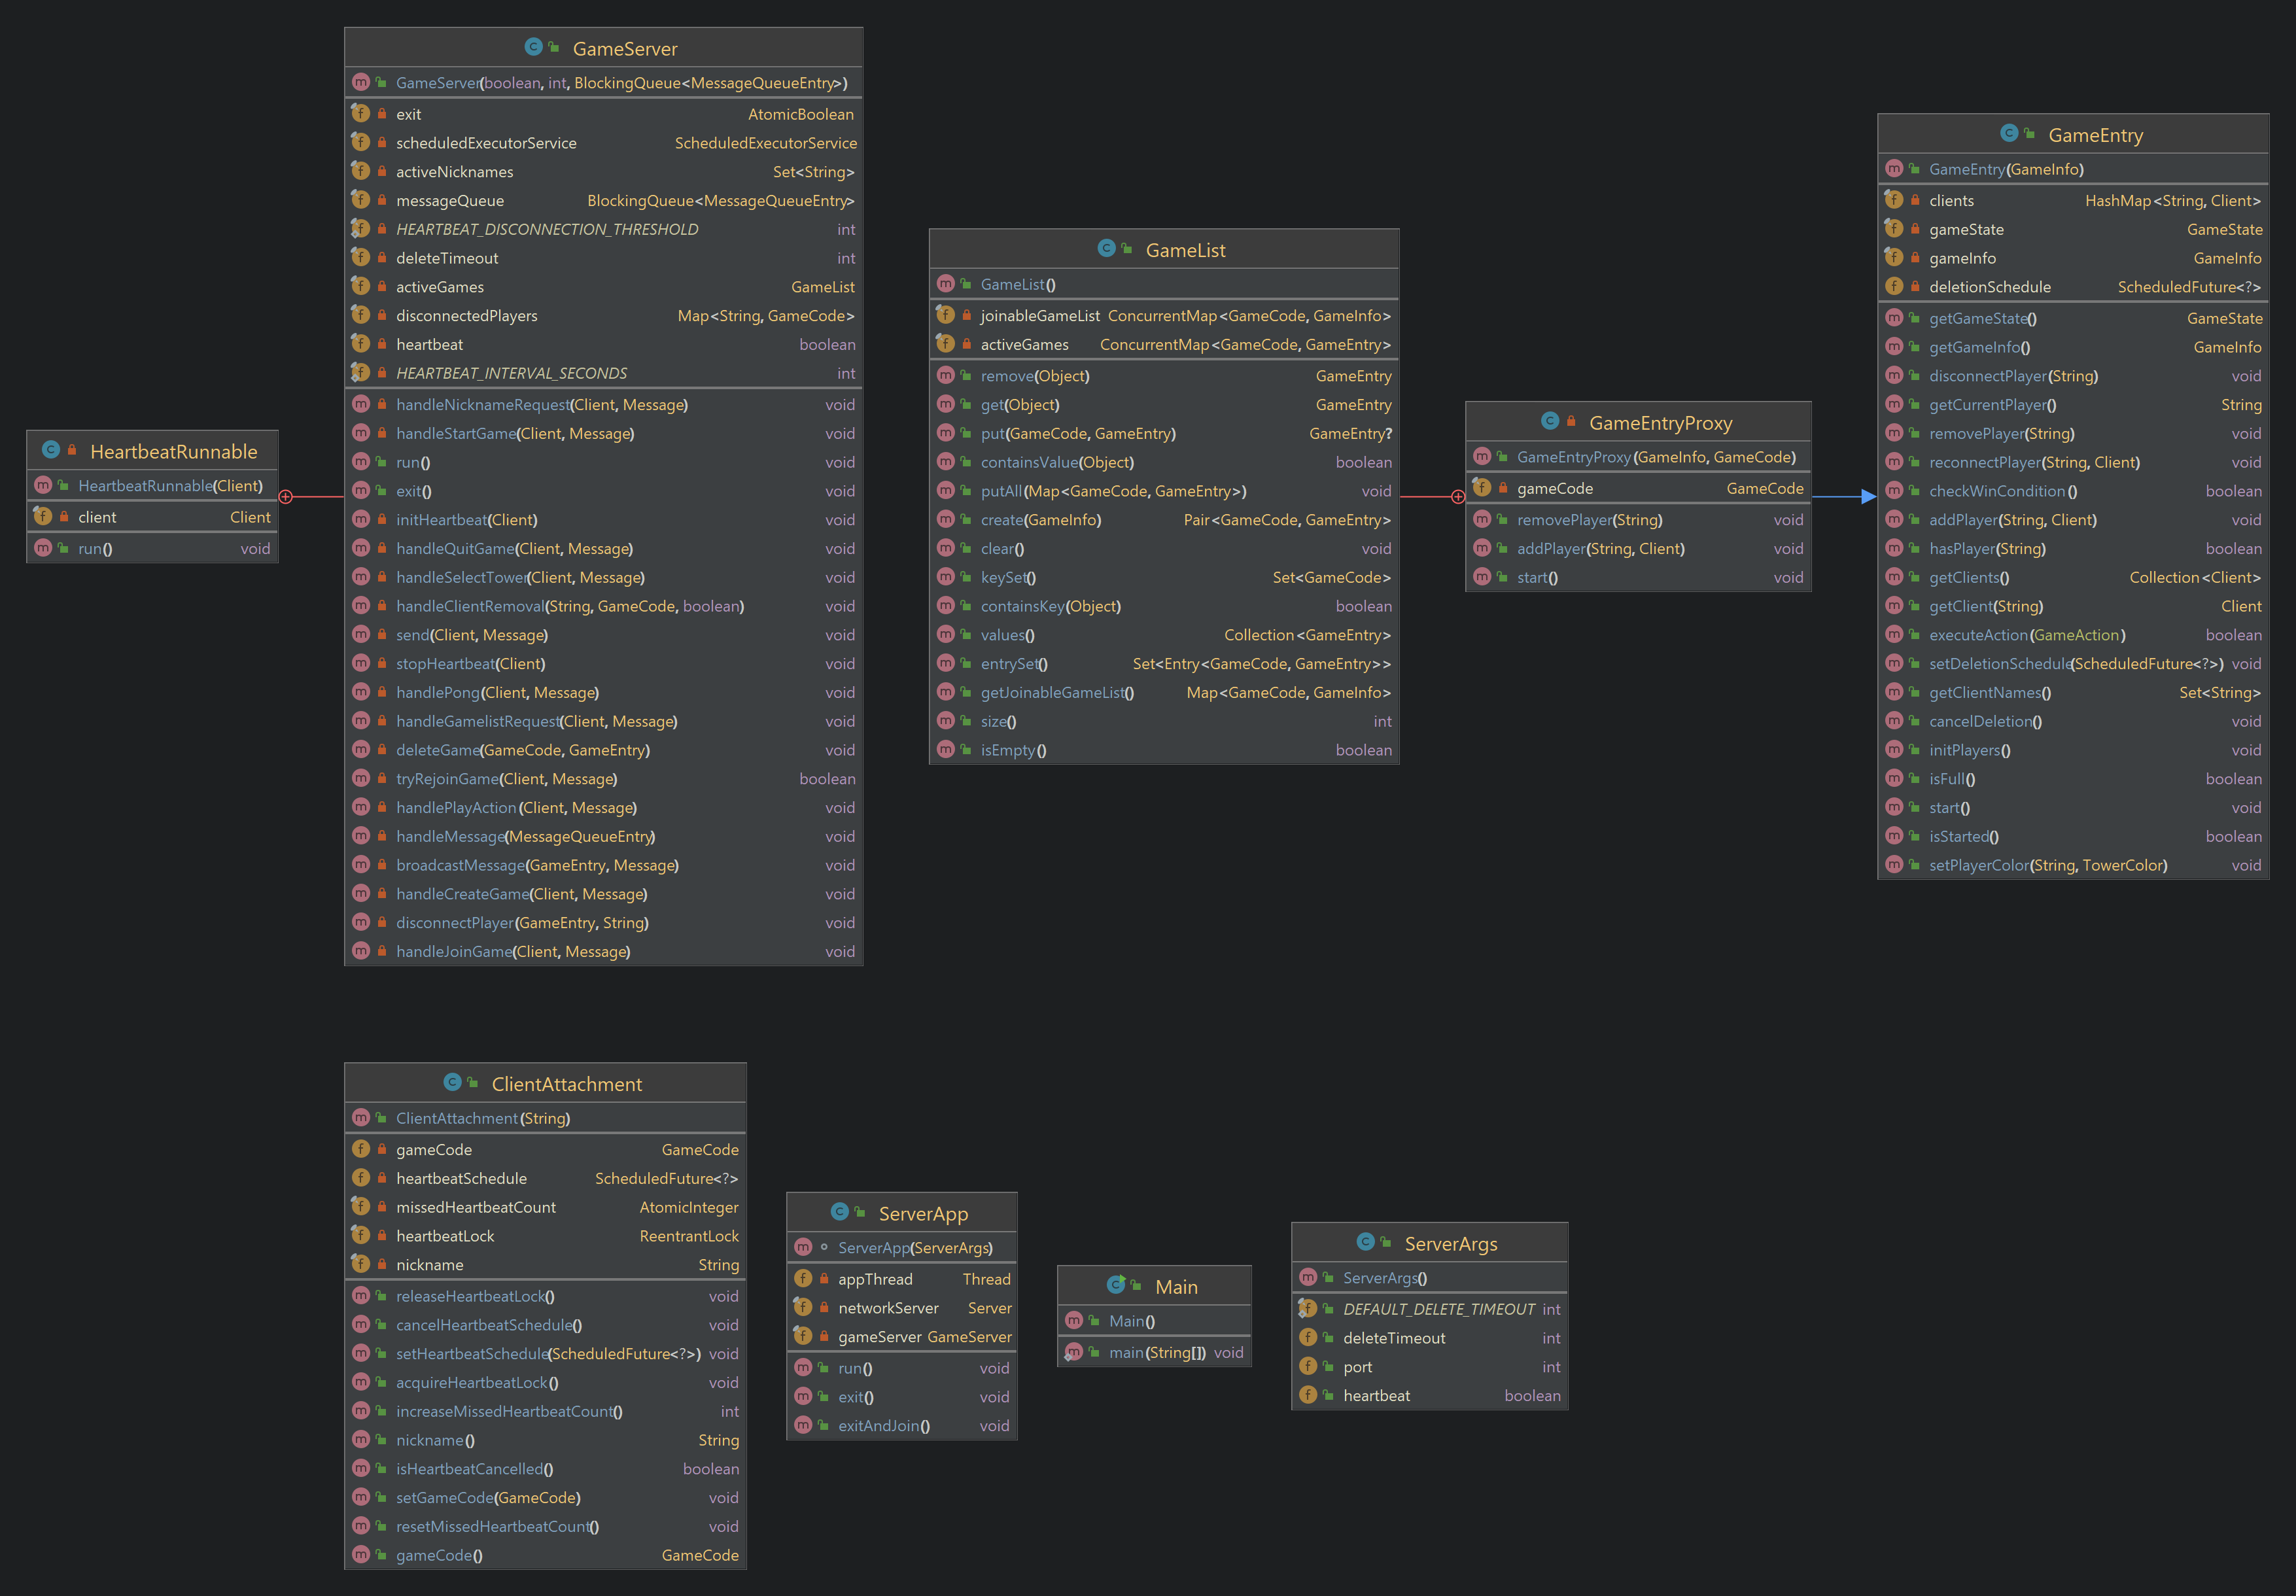 GameServer
GameServer(boolean, int, BlockingQueue<MessageQueueEntry>)
exit AtomicBoolean
scheduledExecutorService ScheduledExecutorService
activeNicknames Set<String>
messageQueue BlockingQueue<MessageQueueEntry>
HEARTBEAT_DISCONNECTION_THRESHOLD int
deleteTimeout int
activeGames GameList
disconnectedPlayers Map<String, GameCode>
heartbeat boolean
HEARTBEAT_INTERVAL_SECONDS int
handleNicknameRequest(Client, Message) void
handleStartGame(Client, Message) void
run() void
exit() void
initHeartbeat(Client) void
handleQuitGame(Client, Message) void
handleSelectTower(Client, Message) void
handleClientRemoval(String, GameCode, boolean) void
send(Client, Message) void
stopHeartbeat(Client) void
handlePong(Client, Message) void
handleGamelistRequest(Client, Message) void
deleteGame(GameCode, GameEntry) void
tryRejoinGame(Client, Message) boolean
handlePlayAction(Client, Message) void
handleMessage(MessageQueueEntry) void
broadcastMessage(GameEntry, Message) void
handleCreateGame(Client, Message) void
disconnectPlayer(GameEntry, String) void
handleJoinGame(Client, Message) void
HeartbeatRunnable
HeartbeatRunnable(Client)
client Client
run() void
GameList
GameList()
joinableGameList ConcurrentMap<GameCode, GameInfo>
activeGames ConcurrentMap<GameCode, GameEntry>
remove(Object) GameEntry
get(Object) GameEntry
put(GameCode, GameEntry) GameEntry?
containsValue(Object) boolean
putAll(Map<GameCode, GameEntry>) void
create(GameInfo) Pair<GameCode, GameEntry>
clear() void
keySet() Set<GameCode>
containsKey(Object) boolean
values() Collection<GameEntry>
entrySet() Set<Entry<GameCode, GameEntry>>
getJoinableGameList() Map<GameCode, GameInfo>
size() int
isEmpty() boolean
GameEntryProxy
GameEntryProxy(GameInfo, GameCode)
gameCode GameCode
removePlayer(String) void
addPlayer(String, Client) void
start() void
GameEntry
GameEntry(GameInfo)
clients HashMap<String, Client>
gameState GameState
gameInfo GameInfo
deletionSchedule ScheduledFuture<?>
getGameState() GameState
getGameInfo() GameInfo
disconnectPlayer(String) void
getCurrentPlayer() String
removePlayer(String) void
reconnectPlayer(String, Client) void
checkWinCondition() boolean
addPlayer(String, Client) void
hasPlayer(String) boolean
getClients() Collection<Client>
getClient(String) Client
executeAction(GameAction) boolean
setDeletionSchedule(ScheduledFuture<?>) void
getClientNames() Set<String>
cancelDeletion() void
initPlayers() void
isFull() boolean
start() void
isStarted() boolean
setPlayerColor(String, TowerColor) void
ClientAttachment
ClientAttachment(String)
gameCode GameCode
heartbeatSchedule ScheduledFuture<?>
missedHeartbeatCount AtomicInteger
heartbeatLock ReentrantLock
nickname String
releaseHeartbeatLock() void
cancelHeartbeatSchedule() void
setHeartbeatSchedule(ScheduledFuture<?>) void
acquireHeartbeatLock() void
increaseMissedHeartbeatCount() int
nickname() String
isHeartbeatCancelled() boolean
setGameCode(GameCode) void
resetMissedHeartbeatCount() void
gameCode() GameCode
ServerApp
ServerApp(ServerArgs)
appThread Thread
networkServer Server
gameServer GameServer
run() void
exit() void
exitAndJoin() void
Main
Main()
main(String[]) void
ServerArgs
ServerArgs()
DEFAULT_DELETE_TIMEOUT int
deleteTimeout int
port int
heartbeat boolean